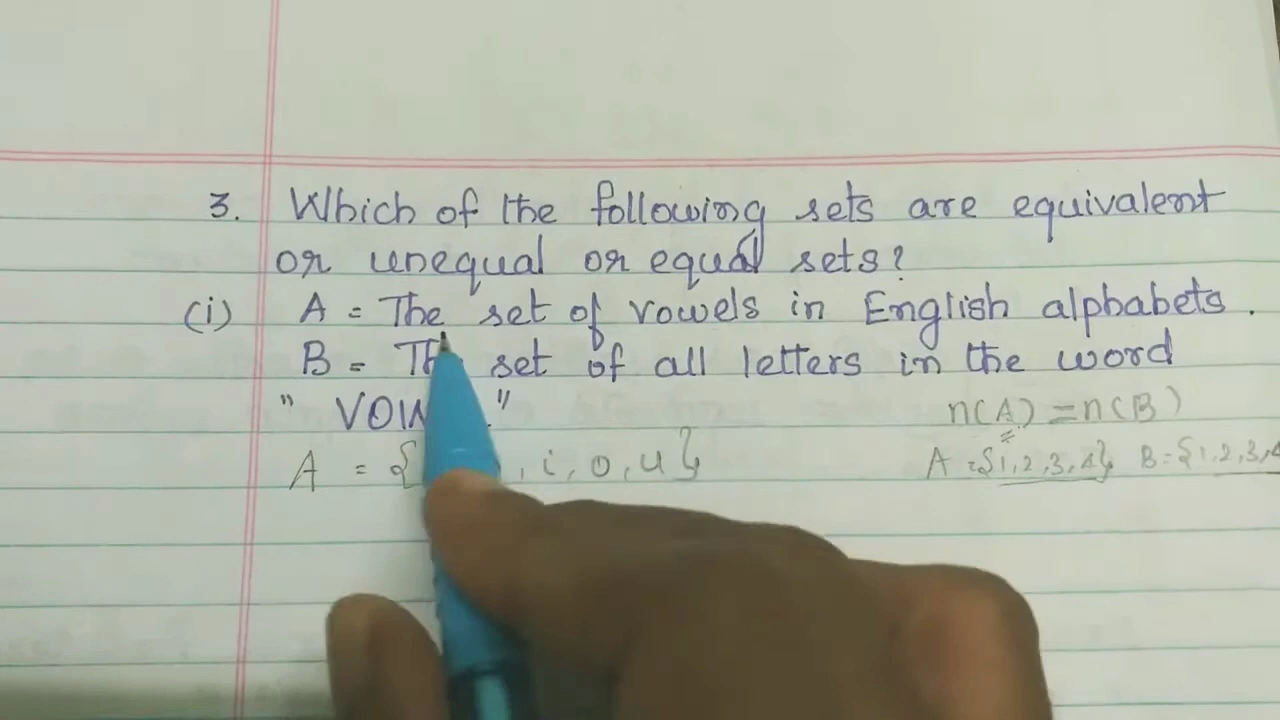 3. Which of the following sets are equivalent
or unequal or equal sets?
(i) A = The set of vowels in English alphabets.
B = The set of all letters in the word
" "
n(A) = n(B)
A = { , i, o, u}
A = {1, 2, 3, 4} B = {1, 2, 3, 4